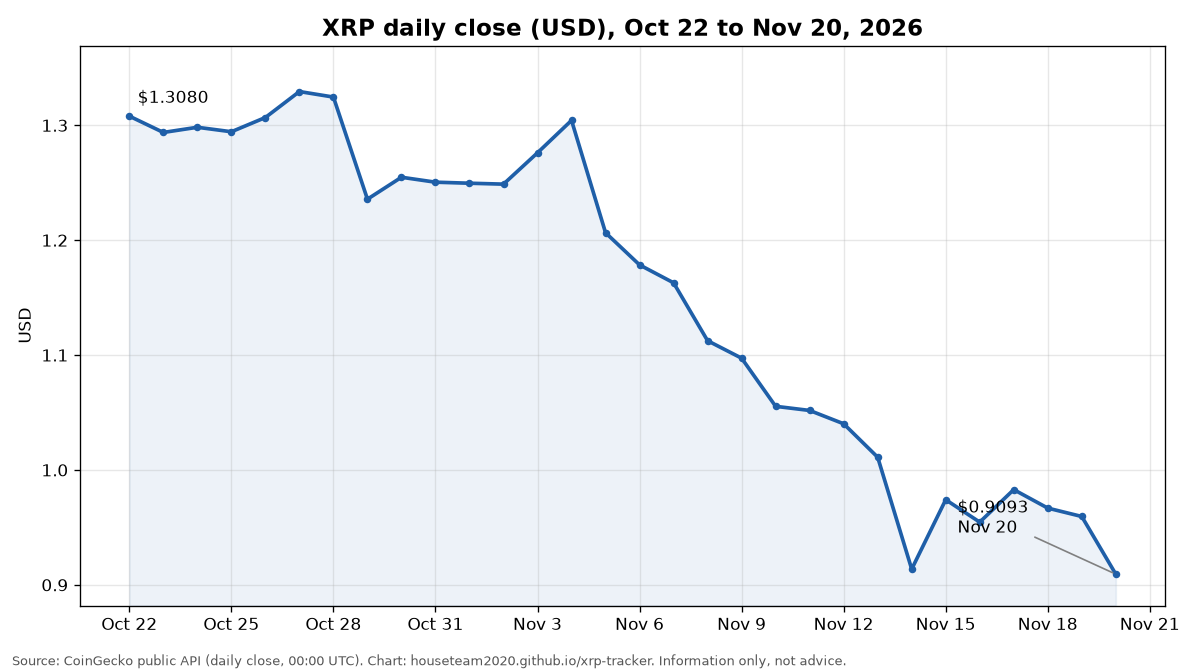 XRP daily close (USD), Oct 22 to Nov 20, 2026
$1.3080
1.3
1.2
1.1
1.0
0.9
USD
$0.9093
Nov 20
Oct 22 Oct 25 Oct 28 Oct 31 Nov 3 Nov 6 Nov 9 Nov 12 Nov 15 Nov 18 Nov 21
Source: CoinGecko public API (daily close, 00:00 UTC). Chart: houseteam2020.github.io/xrp-tracker. Information only, not advice.